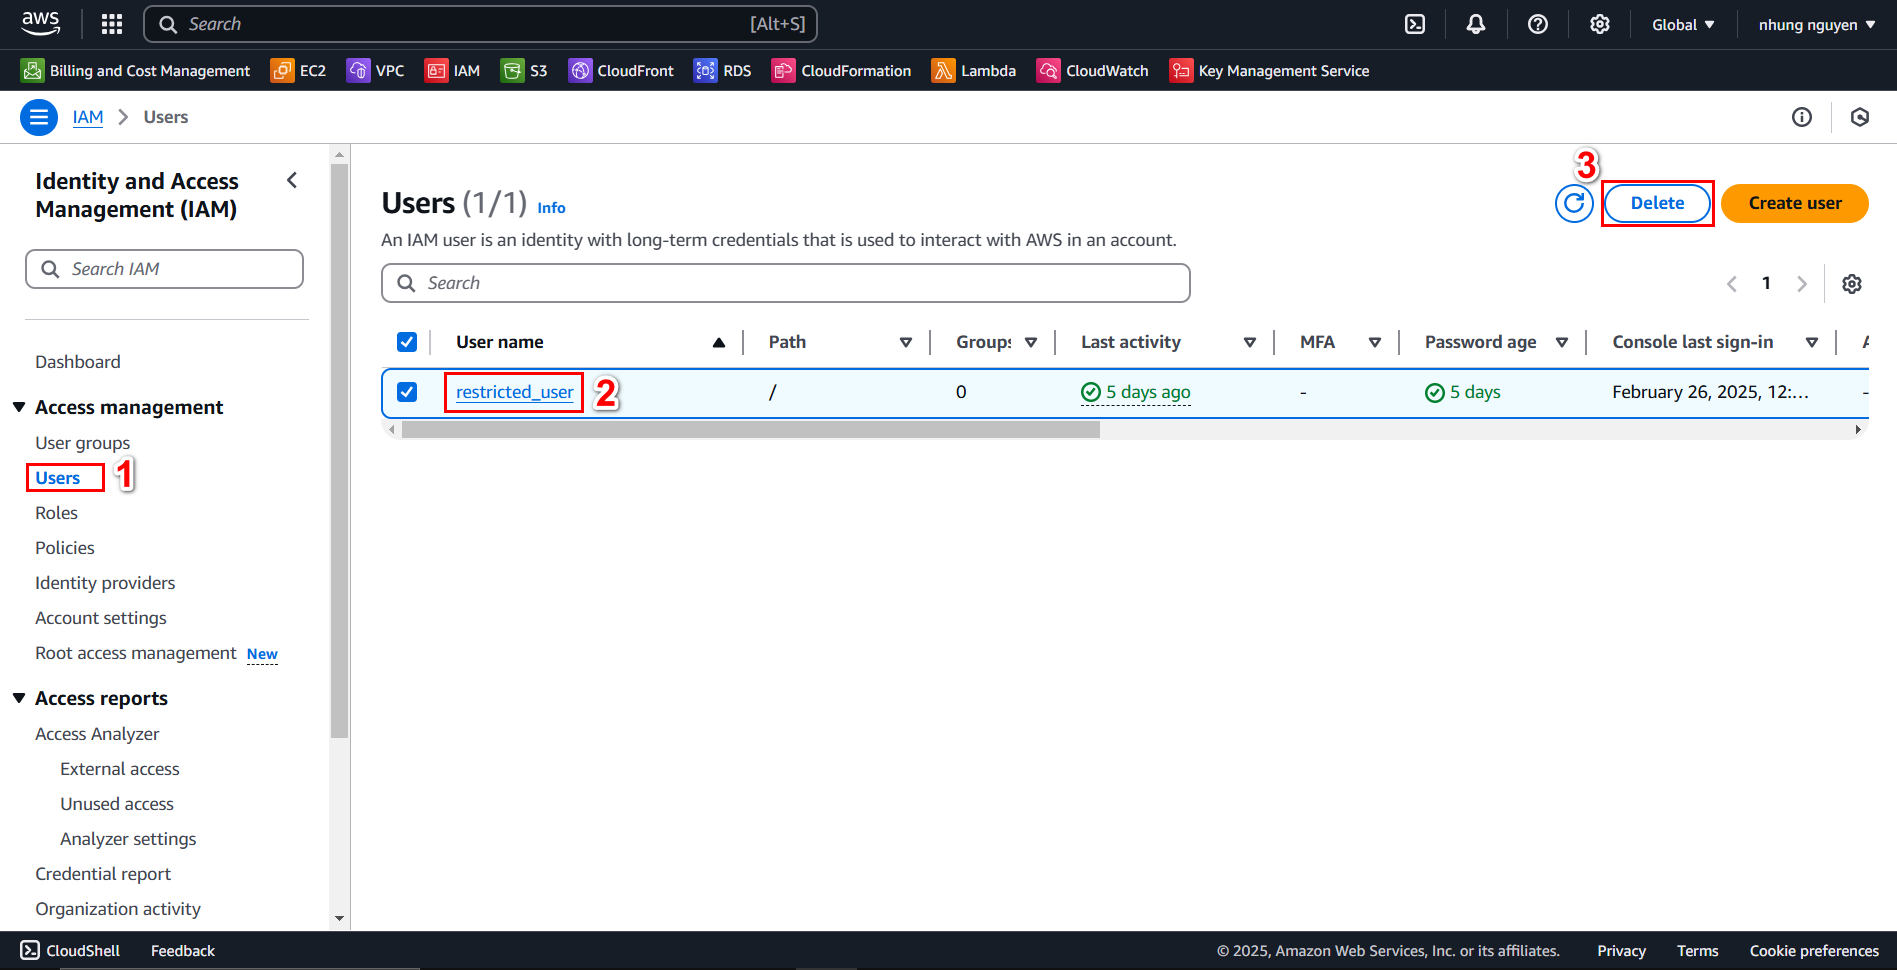 aws Search [Alt+S] Global nhung nguyen
Billing and Cost Management EC2 VPC IAM S3 CloudFront RDS CloudFormation Lambda CloudWatch Key Management Service
IAM > Users
Identity and Access
Management (IAM)
Search IAM
Dashboard
Access management
User groups
Users 1
Roles
Policies
Identity providers
Account settings
Root access management New
Access reports
Access Analyzer
External access
Unused access
Analyzer settings
Credential report
Organization activity
3
Users (1/1) Info Delete Create user
An IAM user is an identity with long-term credentials that is used to interact with AWS in an account.
Search 1
User name Path Groups Last activity MFA Password age Console last sign-in
restricted_user 2 / 0 5 days ago - 5 days February 26, 2025, 12:... -
CloudShell Feedback © 2025, Amazon Web Services, Inc. or its affiliates. Privacy Terms Cookie preferences